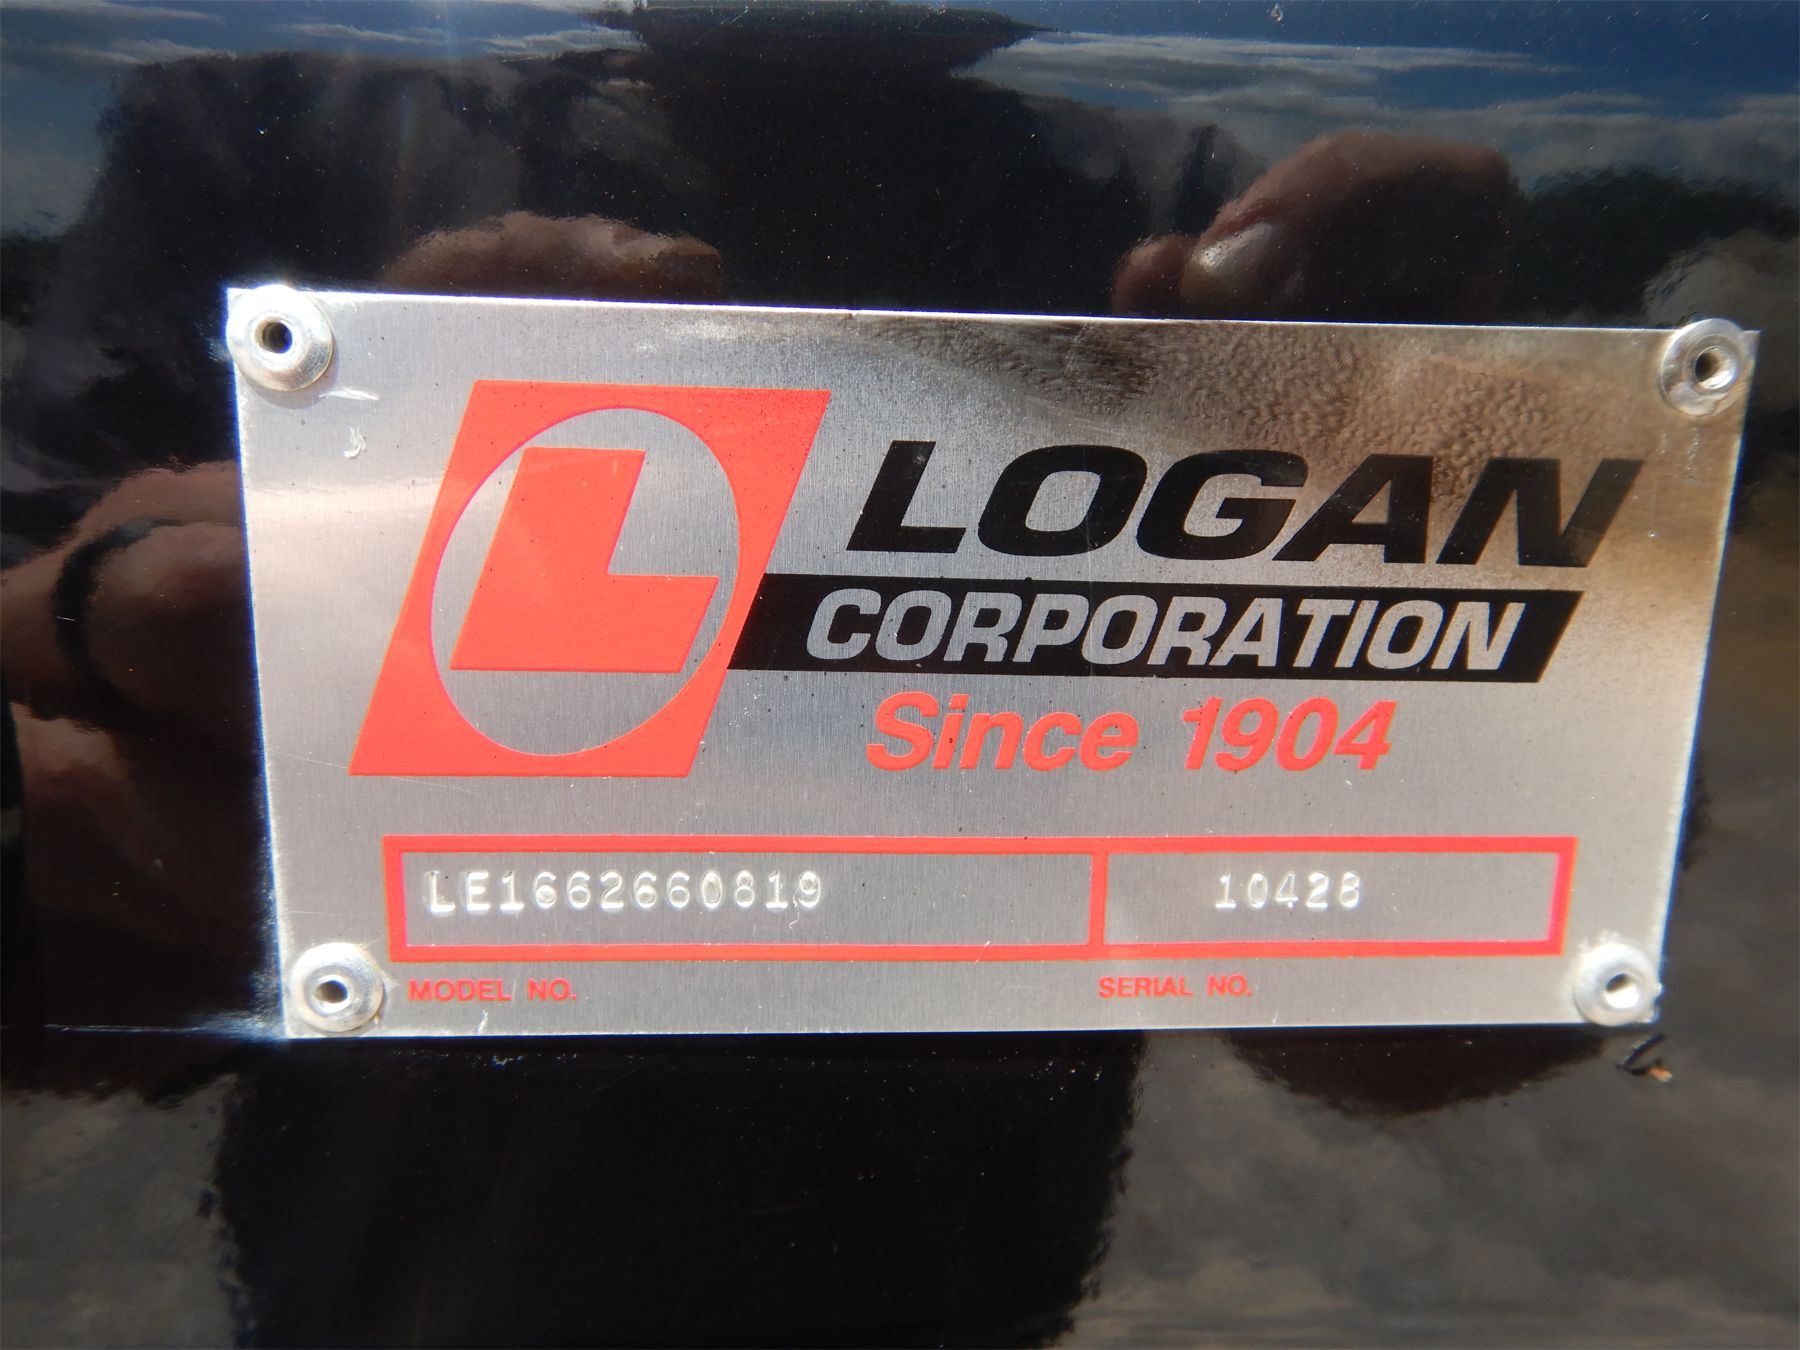 L
LOGAN
CORPORATION
Since 1904
LE1662660819
10428
MODEL NO.
SERIAL NO.